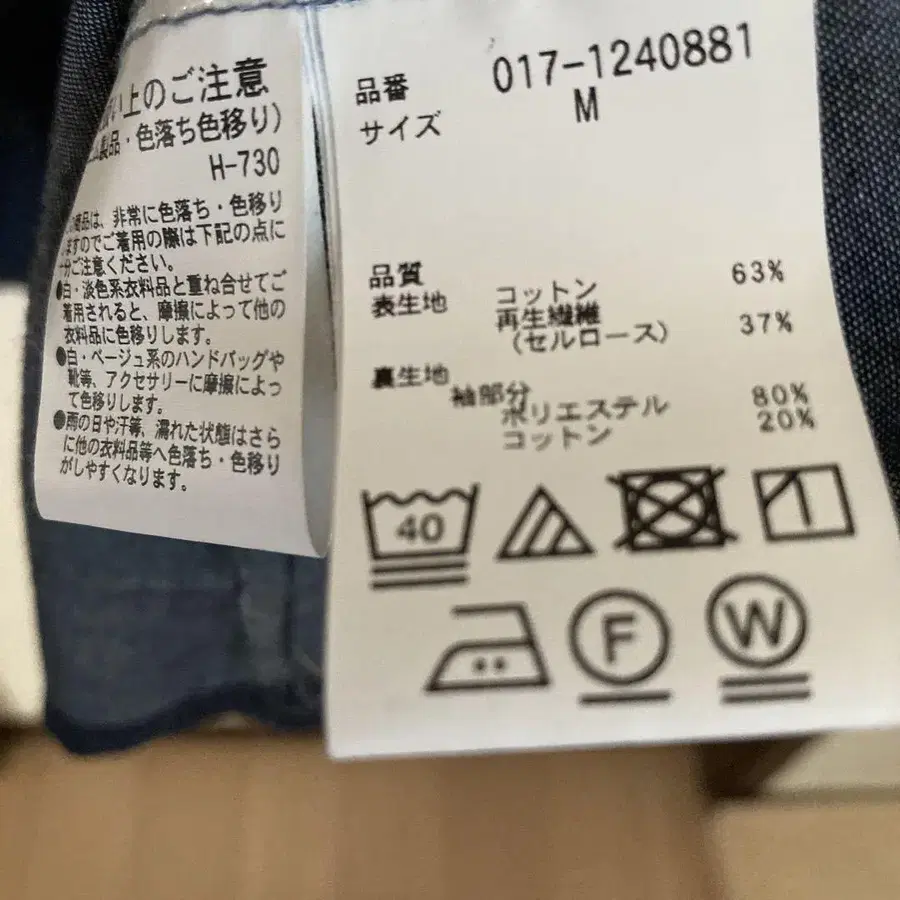 上のご注意
製品・色落ち色移り)
H-730
商品は、非常に色落ち・色移り
ますのでご着用の際は下記の点に
十分ご注意ください。
●白・淡色系衣料品と重ね合せてご
着用されると、摩擦によって他の
衣料品に色移りします。
●白・ベージュ系のハンドバッグや
靴等、アクセサリーに摩擦によっ
て色移りします。
●雨の日や汗等、濡れた状態はさら
に他の衣料品等へ色落ち・色移り
がしやすくなります。
品番 017-1240881
サイズ M
品質
表生地 コットン 63%
再生繊維
(セルロース) 37%
裏生地
袖部分
ポリエステル 80%
コットン 20%
40
F
W